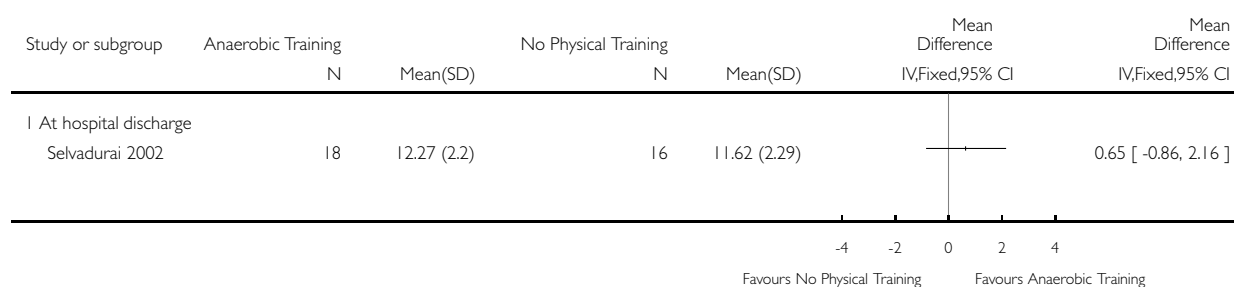 Study or subgroup Anaerobic Training No Physical Training Mean Difference Mean Difference
N Mean(SD) N Mean(SD) IV,Fixed,95% CI IV,Fixed,95% CI
1 At hospital discharge
Selvadurai 2002 18 12.27 (2.2) 16 11.62 (2.29) 0.65 [ -0.86, 2.16 ]
-4 -2 0 2 4
Favours No Physical Training Favours Anaerobic Training